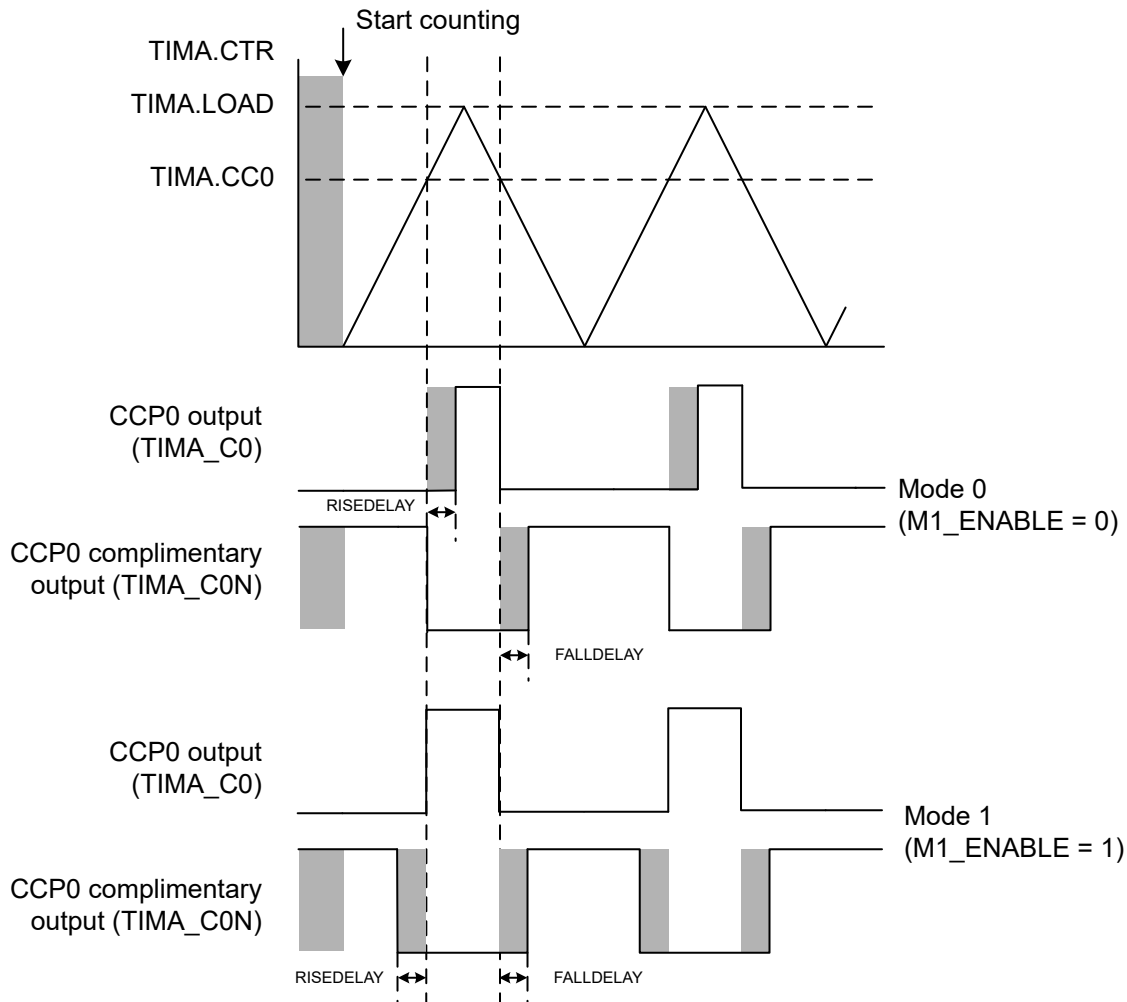 Start counting
TIMA.CTR
TIMA.LOAD
TIMA.CC0
CCP0 output
(TIMA_C0)
RISEDELAY
Mode 0
(M1_ENABLE = 0)
CCP0 complimentary
output (TIMA_C0N)
FALLDELAY
CCP0 output
(TIMA_C0)
Mode 1
(M1_ENABLE = 1)
CCP0 complimentary
output (TIMA_C0N)
RISEDELAY
FALLDELAY